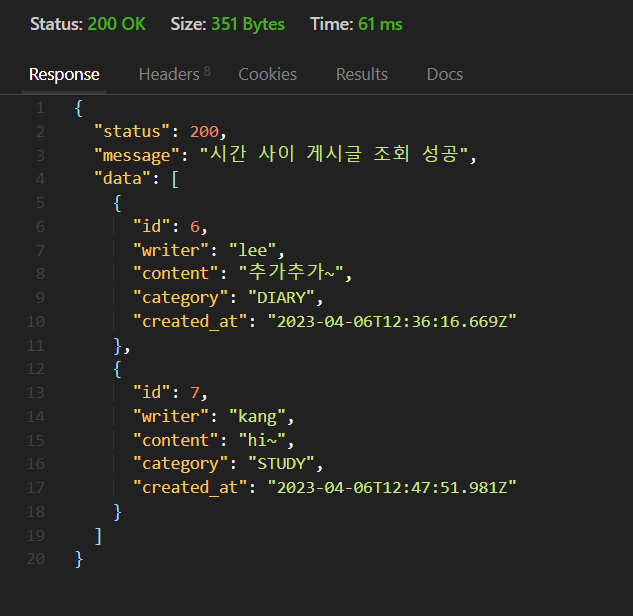 Status: 200 OK Size: 351 Bytes Time: 61 ms
Response Headers 8 Cookies Results Docs
1 {
2 "status": 200,
3 "message": "시간 사이 게시글 조회 성공",
4 "data": [
5 {
6 "id": 6,
7 "writer": "lee",
8 "content": "추가추가~",
9 "category": "DIARY",
10 "created_at": "2023-04-06T12:36:16.669Z"
11 },
12 {
13 "id": 7,
14 "writer": "kang",
15 "content": "hi~",
16 "category": "STUDY",
17 "created_at": "2023-04-06T12:47:51.981Z"
18 }
19 ]
20 }